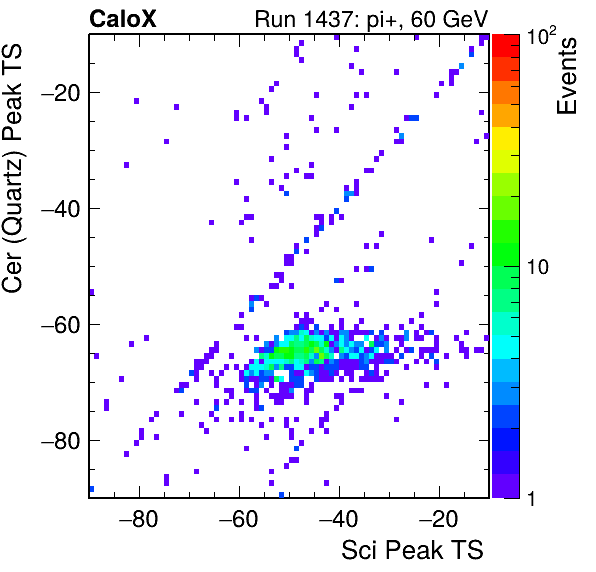 CaloX Run 1437: pi+, 60 GeV
Cer (Quartz) Peak TS
−20
−40
−60
−80
−80 −60 −40 −20
Sci Peak TS
10²
10
1
Events